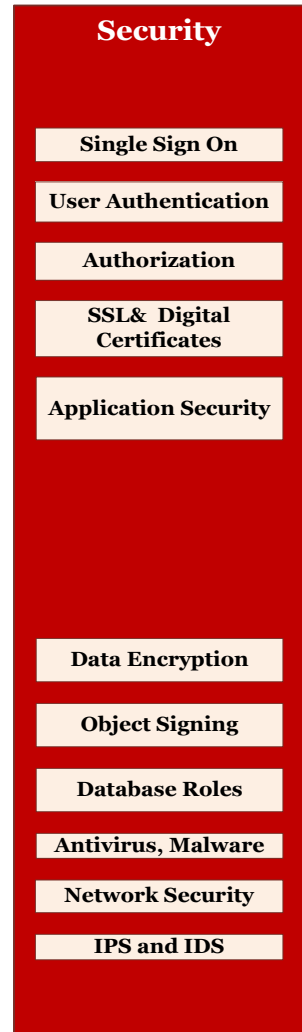 Security
Single Sign On
User Authentication
Authorization
SSL& Digital
Certificates
Application Security
Data Encryption
Object Signing
Database Roles
Antivirus, Malware
Network Security
IPS and IDS